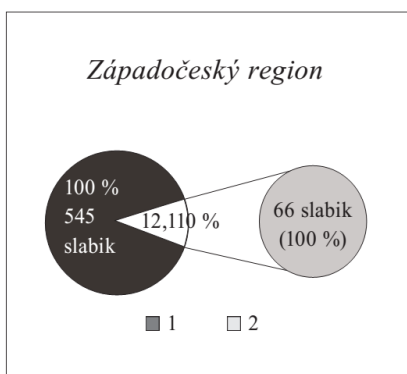 Západočeský region
100 %
545
slabik
12,110 %
66 slabik
(100 %)
1
2